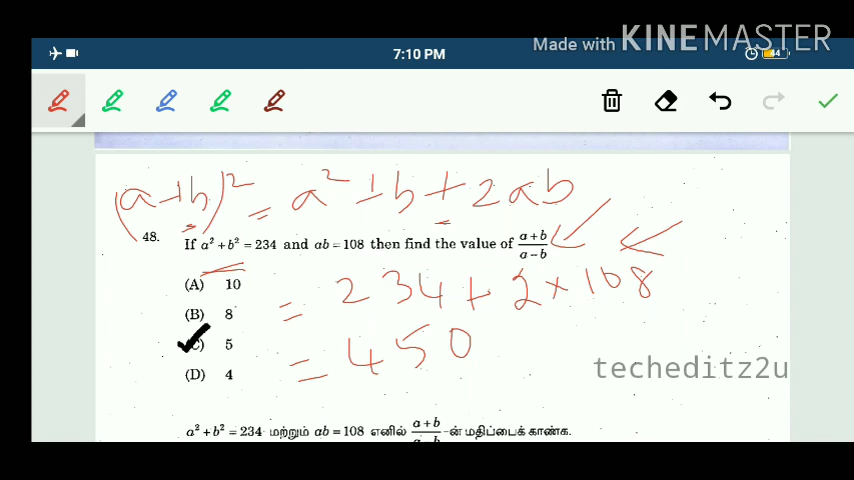 Made with KINEMASTER
7:10 PM
44
(a+b)² = a²+b+2ab
48. If a² + b² = 234 and ab = 108 then find the value of (a+b)/(a−b)
(A) 10
= 234 + 2×108
(B) 8
(C) 5
= 450
(D) 4
techeditz2u
a² + b² = 234 மற்றும் ab = 108 எனில் (a+b)/(a−b) -ன் மதிப்பைக் காண்க.